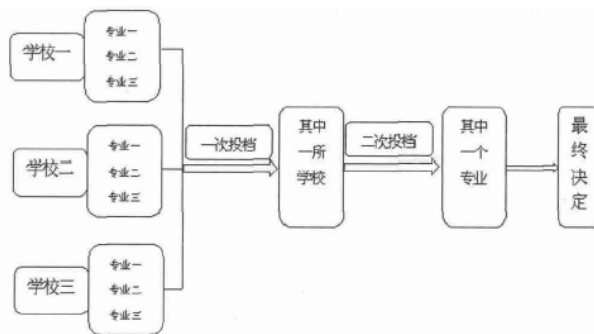 学校一
专业一
专业二
专业三
学校二
专业一
专业二
专业三
学校三
专业一
专业二
专业三
一次投档
其中
一所
学校
二次投档
其中
一个
专业
最
终
决
定